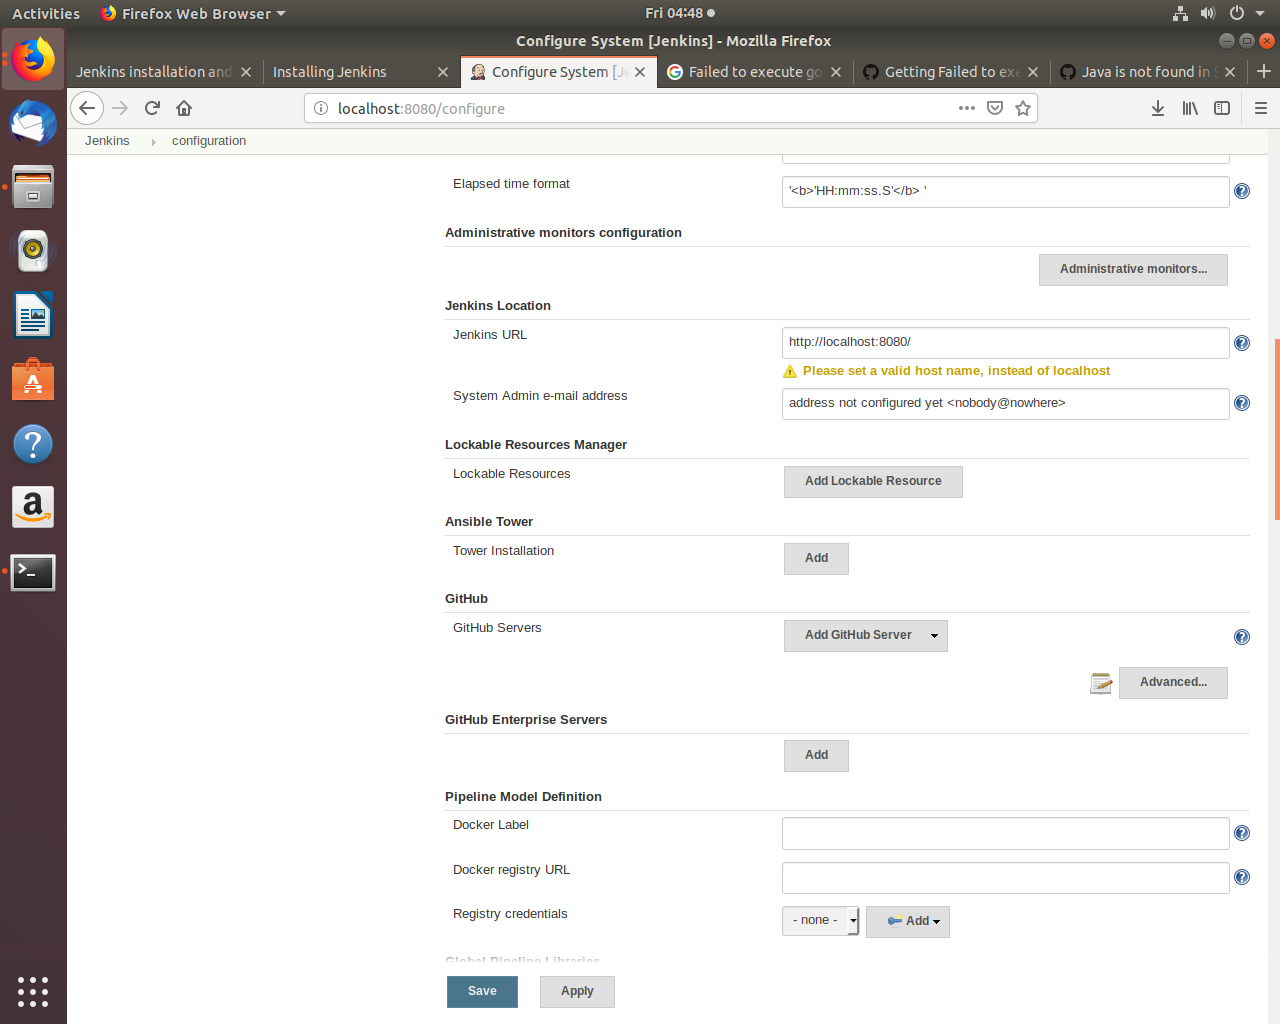 Activities
Firefox Web Browser
Fri 04:48
Configure System [Jenkins] - Mozilla Firefox
Jenkins installation and
Installing Jenkins
Configure System [Je
Failed to execute go
Getting Failed to exe
Java is not found in S
localhost:8080/configure
Jenkins
configuration
Elapsed time format
'<b>'HH:mm:ss.S'</b> '
Administrative monitors configuration
Administrative monitors...
Jenkins Location
Jenkins URL
http://localhost:8080/
Please set a valid host name, instead of localhost
System Admin e-mail address
address not configured yet <nobody@nowhere>
Lockable Resources Manager
Lockable Resources
Add Lockable Resource
Ansible Tower
Tower Installation
Add
GitHub
GitHub Servers
Add GitHub Server
Advanced...
GitHub Enterprise Servers
Add
Pipeline Model Definition
Docker Label
Docker registry URL
Registry credentials
- none -
Add
Global Pipeline Libraries
Save
Apply